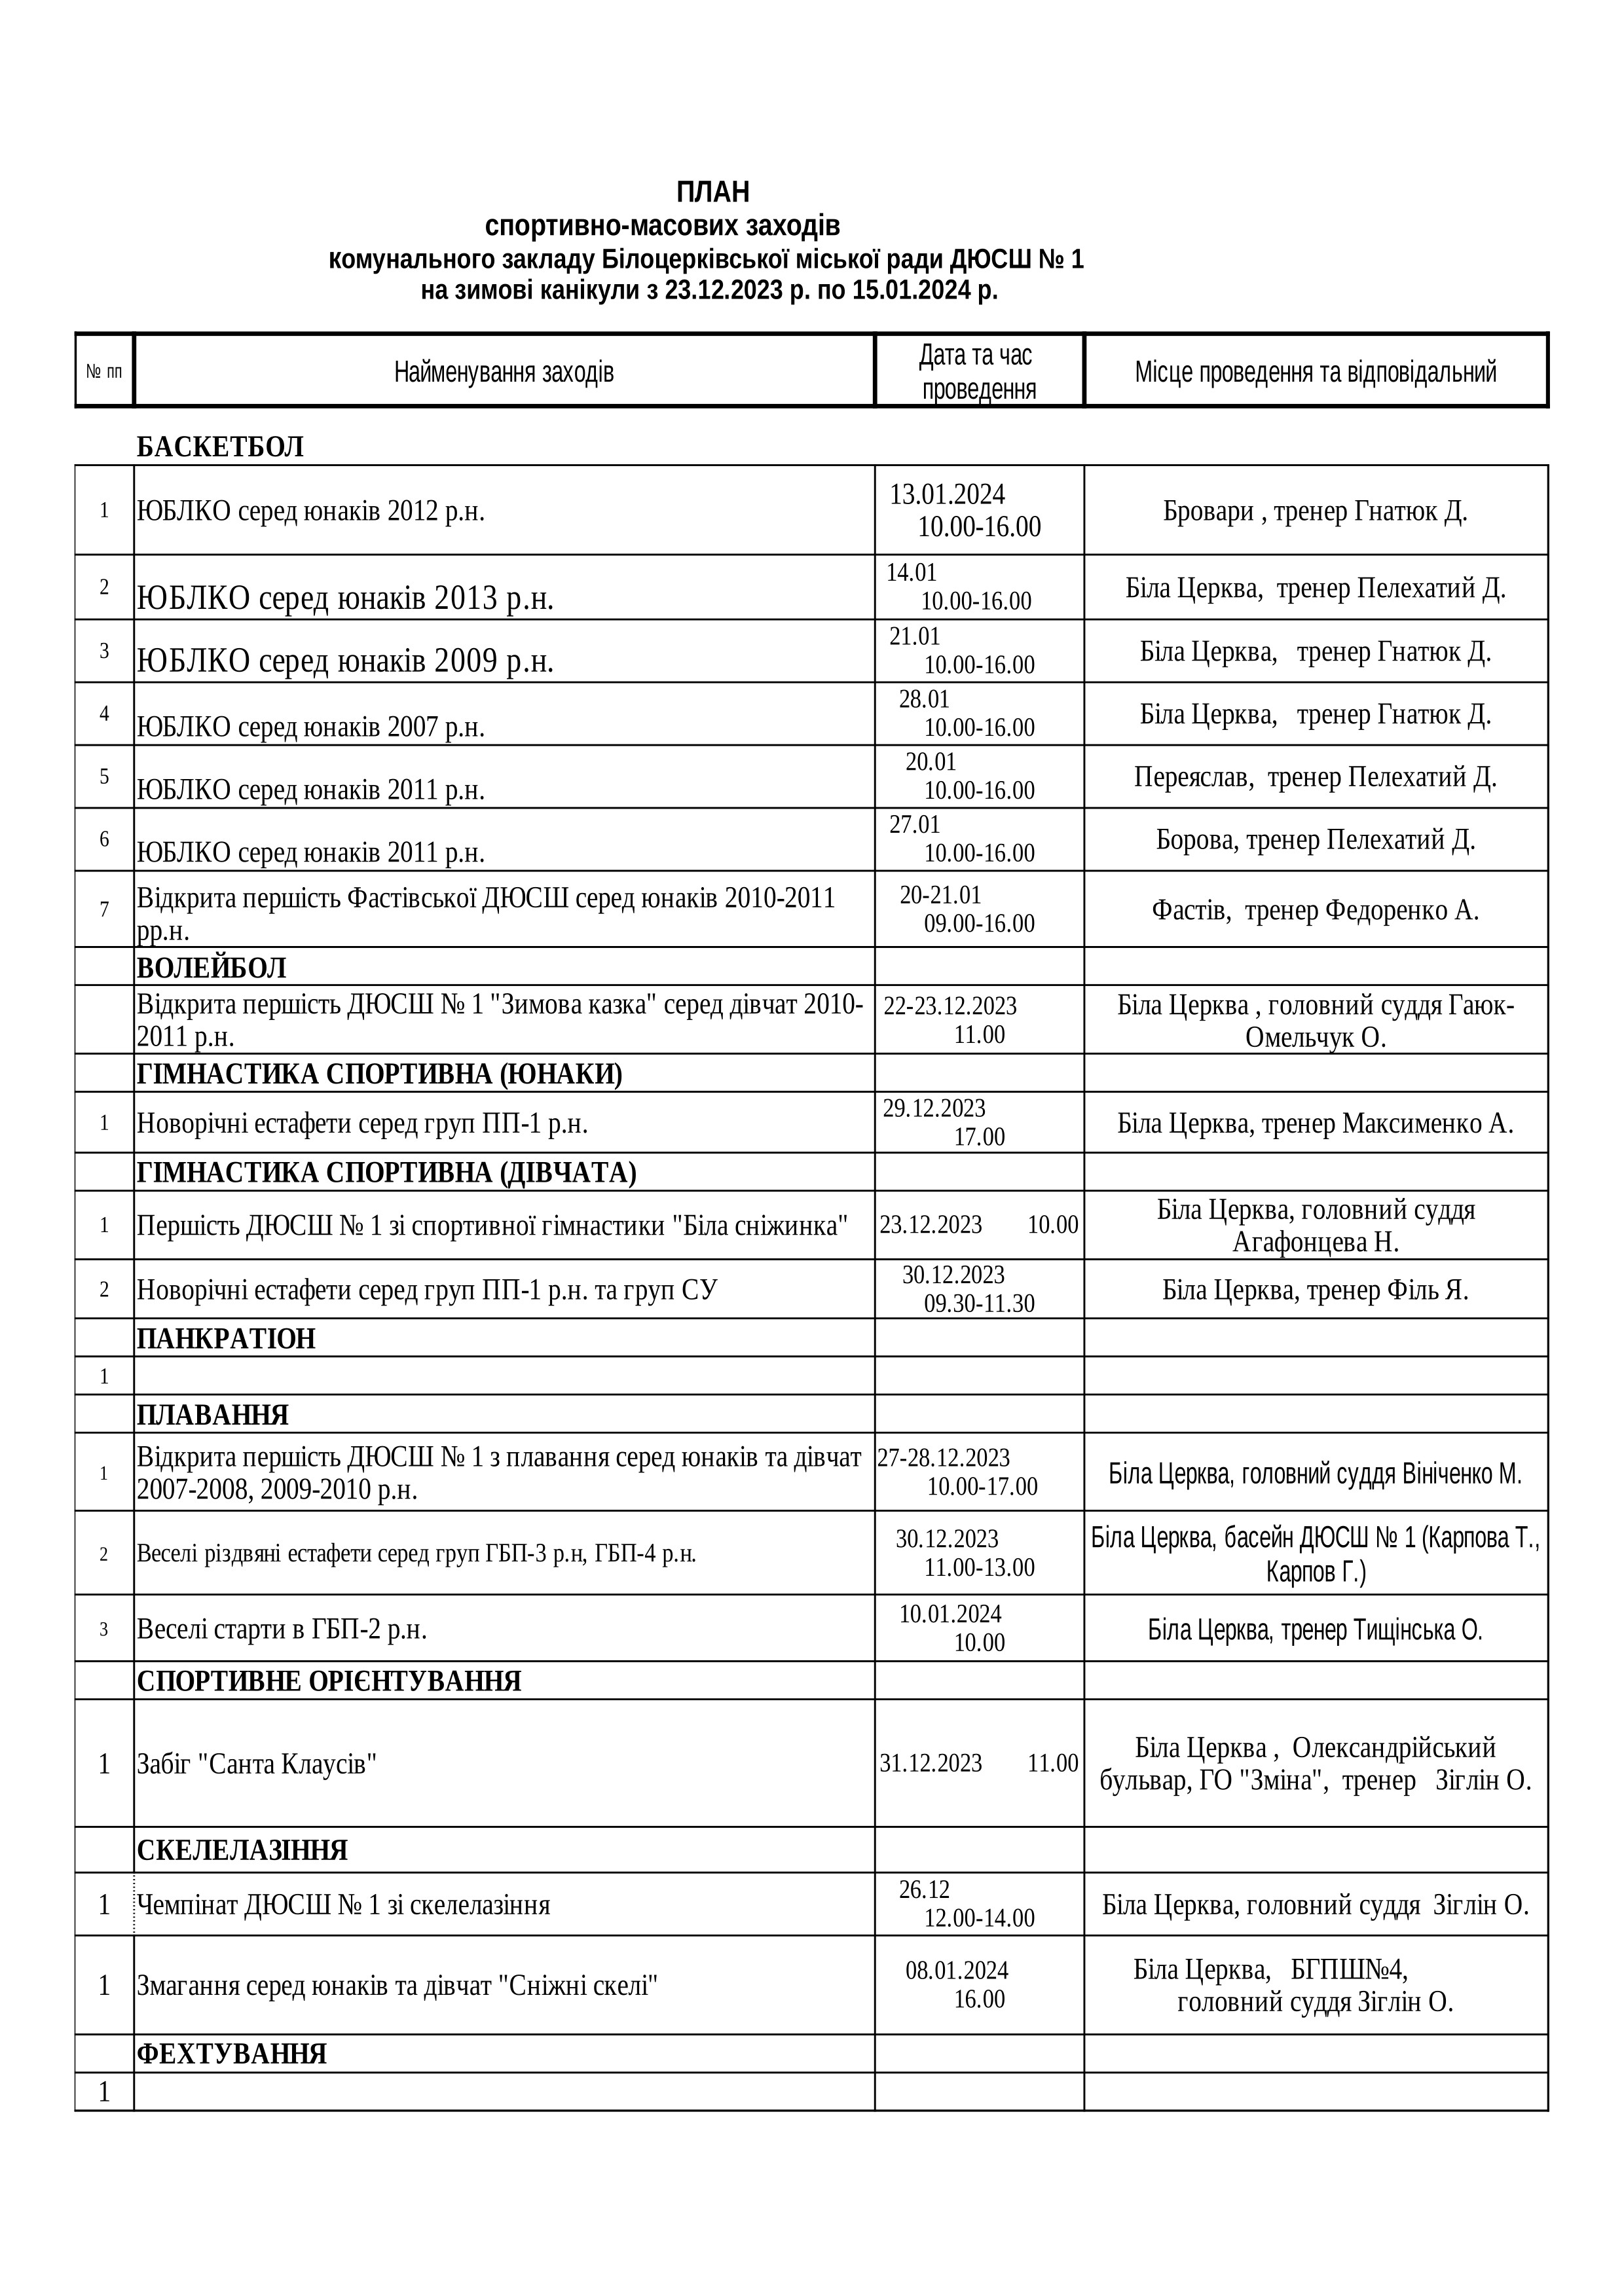 ПЛАН
спортивно-масових заходів
комунального закладу Білоцерківської міської ради ДЮСШ № 1
на зимові канікули з 23.12.2023 р. по 15.01.2024 р.
№ пп
Найменування заходів
Дата та час
проведення
Місце проведення та відповідальний
БАСКЕТБОЛ
1
ЮБЛКО серед юнаків 2012 р.н.
13.01.2024
10.00-16.00
Бровари , тренер Гнатюк Д.
2
ЮБЛКО серед юнаків 2013 р.н.
14.01
10.00-16.00
Біла Церква, тренер Пелехатий Д.
3
ЮБЛКО серед юнаків 2009 р.н.
21.01
10.00-16.00
Біла Церква, тренер Гнатюк Д.
4
ЮБЛКО серед юнаків 2007 р.н.
28.01
10.00-16.00
Біла Церква, тренер Гнатюк Д.
5
ЮБЛКО серед юнаків 2011 р.н.
20.01
10.00-16.00
Переяслав, тренер Пелехатий Д.
6
ЮБЛКО серед юнаків 2011 р.н.
27.01
10.00-16.00
Борова, тренер Пелехатий Д.
7
Відкрита першість Фастівської ДЮСШ серед юнаків 2010-2011
рр.н.
20-21.01
09.00-16.00
Фастів, тренер Федоренко А.
ВОЛЕЙБОЛ
Відкрита першість ДЮСШ № 1 "Зимова казка" серед дівчат 2010-
2011 р.н.
22-23.12.2023
11.00
Біла Церква , головний суддя Гаюк-
Омельчук О.
ГІМНАСТИКА СПОРТИВНА (ЮНАКИ)
1
Новорічні естафети серед груп ПП-1 р.н.
29.12.2023
17.00
Біла Церква, тренер Максименко А.
ГІМНАСТИКА СПОРТИВНА (ДІВЧАТА)
1
Першість ДЮСШ № 1 зі спортивної гімнастики "Біла сніжинка"
23.12.2023 10.00
Біла Церква, головний суддя
Агафонцева Н.
2
Новорічні естафети серед груп ПП-1 р.н. та груп СУ
30.12.2023
09.30-11.30
Біла Церква, тренер Філь Я.
ПАНКРАТІОН
1
ПЛАВАННЯ
1
Відкрита першість ДЮСШ № 1 з плавання серед юнаків та дівчат
2007-2008, 2009-2010 р.н.
27-28.12.2023
10.00-17.00
Біла Церква, головний суддя Вініченко М.
2
Веселі різдвяні естафети серед груп ГБП-3 р.н, ГБП-4 р.н.
30.12.2023
11.00-13.00
Біла Церква, басейн ДЮСШ № 1 (Карпова Т.,
Карпов Г.)
3
Веселі старти в ГБП-2 р.н.
10.01.2024
10.00
Біла Церква, тренер Тищінська О.
СПОРТИВНЕ ОРІЄНТУВАННЯ
1
Забіг "Санта Клаусів"
31.12.2023 11.00
Біла Церква , Олександрійський
бульвар, ГО "Зміна", тренер Зіглін О.
СКЕЛЕЛАЗІННЯ
1
Чемпінат ДЮСШ № 1 зі скелелазіння
26.12
12.00-14.00
Біла Церква, головний суддя Зіглін О.
1
Змагання серед юнаків та дівчат "Сніжні скелі"
08.01.2024
16.00
Біла Церква, БГПШ№4,
головний суддя Зіглін О.
ФЕХТУВАННЯ
1